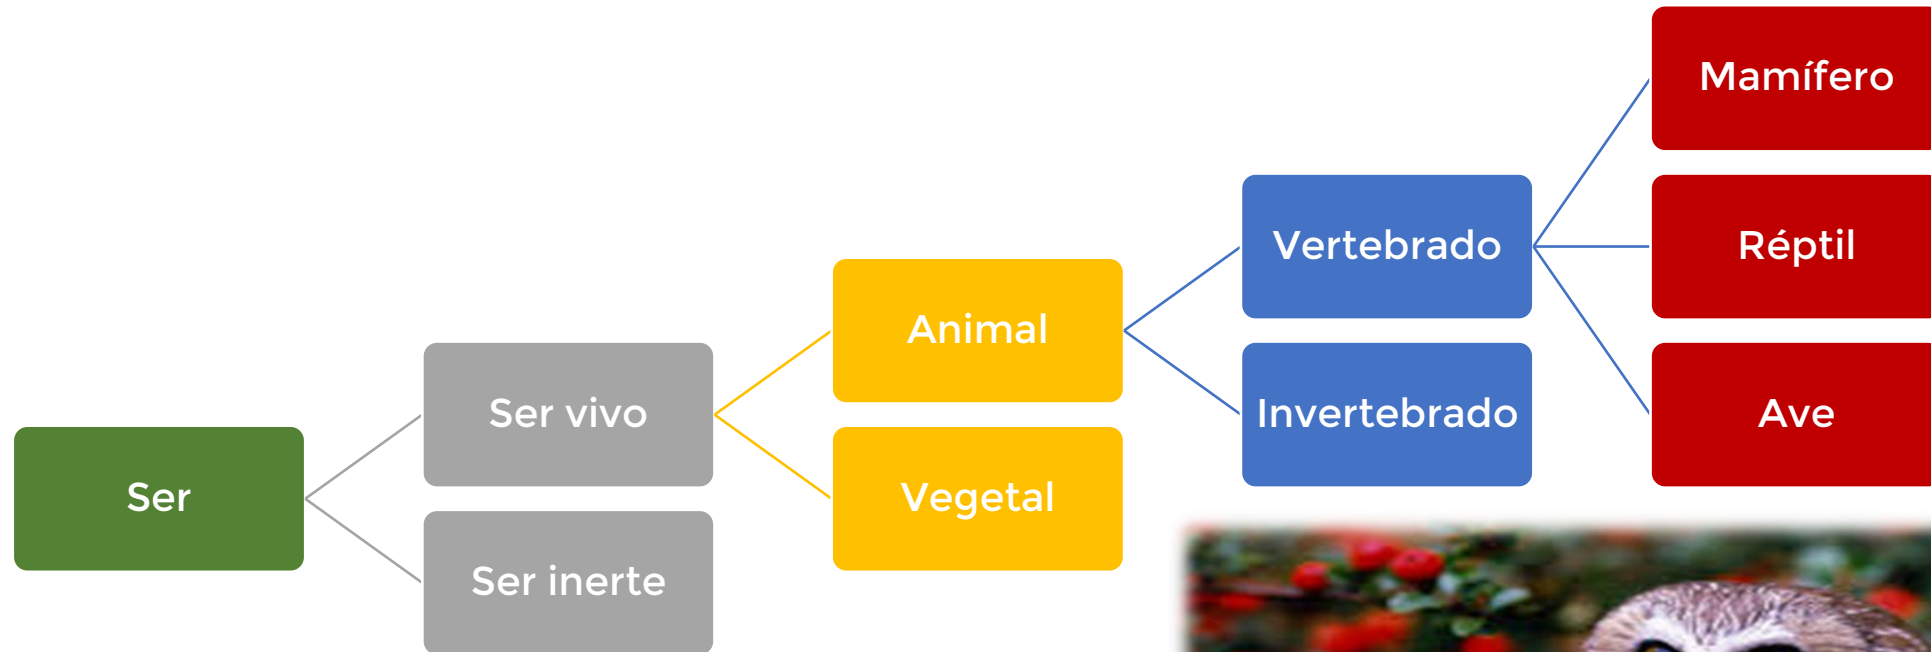 Ser
Ser vivo
Ser inerte
Animal
Vegetal
Vertebrado
Invertebrado
Mamífero
Réptil
Ave